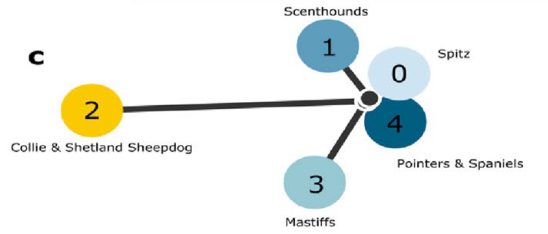 Scenthounds
1
Spitz
c
0
2
4
Collie & Shetland Sheepdog
Pointers & Spaniels
3
Mastiffs